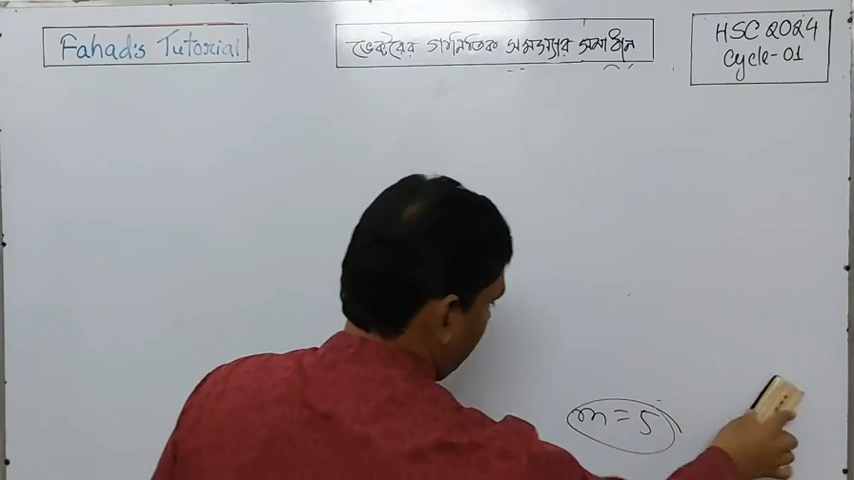 Fahad's Tutorial
ভেক্টরের গাণিতিক সমস্যার সমাধান
HSC 2024
Cycle-01
m = 5